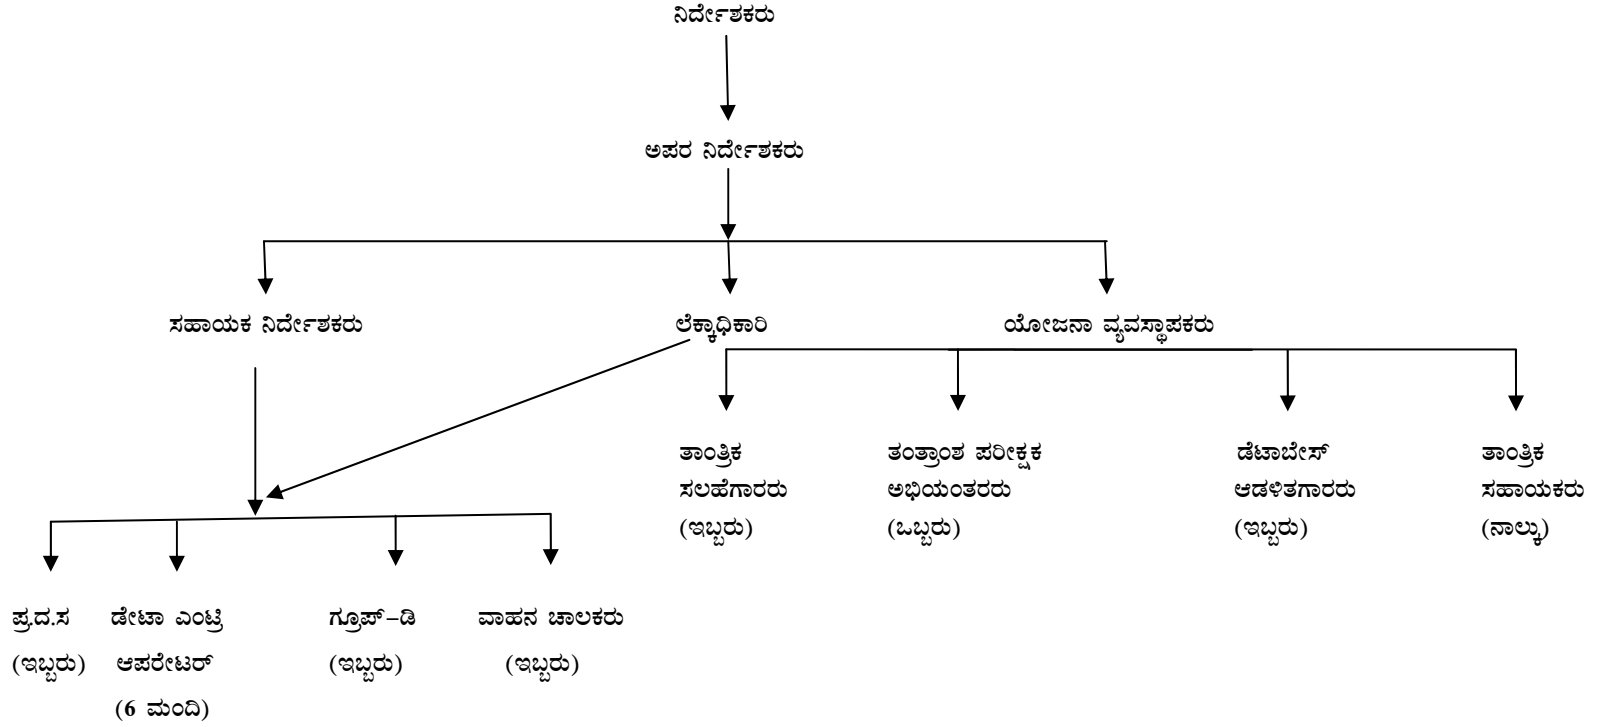 ನಿರ್ದೇಶಕರು
ಅಪರ ನಿರ್ದೇಶಕರು
ಸಹಾಯಕ ನಿರ್ದೇಶಕರು
ಲೆಕ್ಕಾಧಿಕಾರಿ
ಯೋಜನಾ ವ್ಯವಸ್ಥಾಪಕರು
ತಾಂತ್ರಿಕ
ಸಲಹೆಗಾರರು
(ಇಬ್ಬರು)
ತಂತ್ರಾಂಶ ಪರೀಕ್ಷಕ
ಅಭಿಯಂತರರು
(ಒಬ್ಬರು)
ಡೆಟಾಬೇಸ್
ಆಡಳಿತಗಾರರು
(ಇಬ್ಬರು)
ತಾಂತ್ರಿಕ
ಸಹಾಯಕರು
(ನಾಲ್ಕು)
ಪ್ರ.ದ.ಸ
(ಇಬ್ಬರು)
ಡೇಟಾ ಎಂಟ್ರಿ
ಆಪರೇಟರ್
(6 ಮಂದಿ)
ಗ್ರೂಪ್-ಡಿ
(ಇಬ್ಬರು)
ವಾಹನ ಚಾಲಕರು
(ಇಬ್ಬರು)